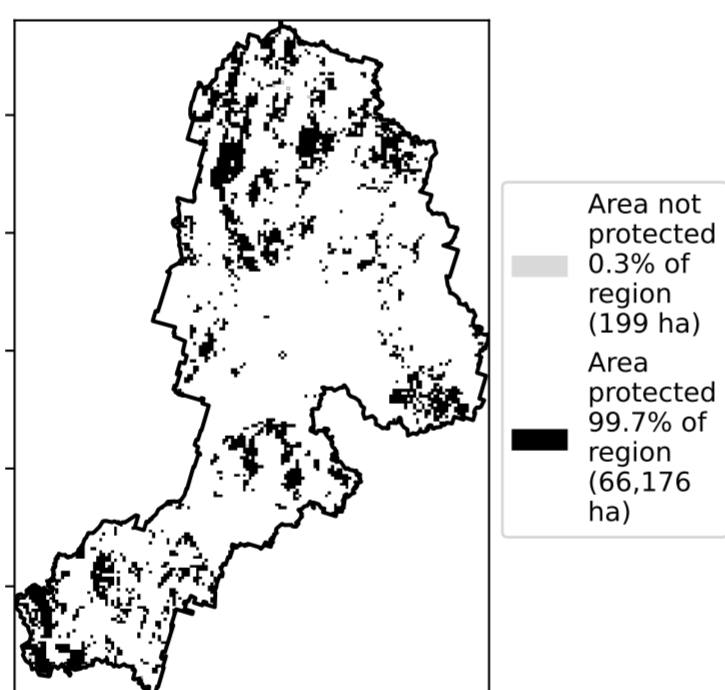 Area not
protected
0.3% of
region
(199 ha)
Area
protected
99.7% of
region
(66,176
ha)